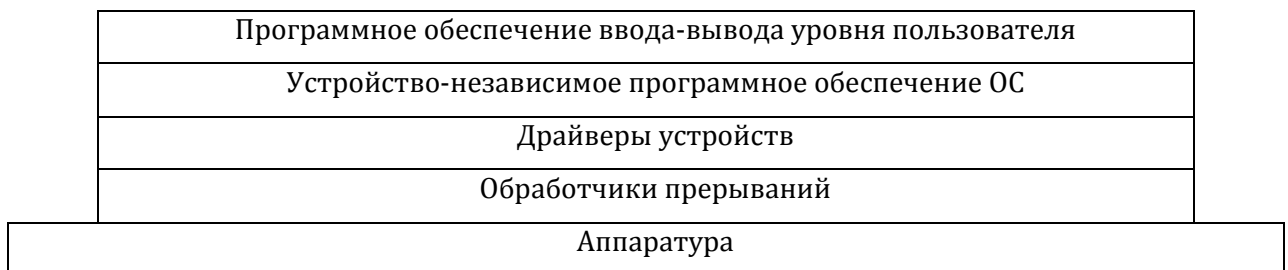 Программное обеспечение ввода-вывода уровня пользователя
Устройство-независимое программное обеспечение ОС
Драйверы устройств
Обработчики прерываний
Аппаратура